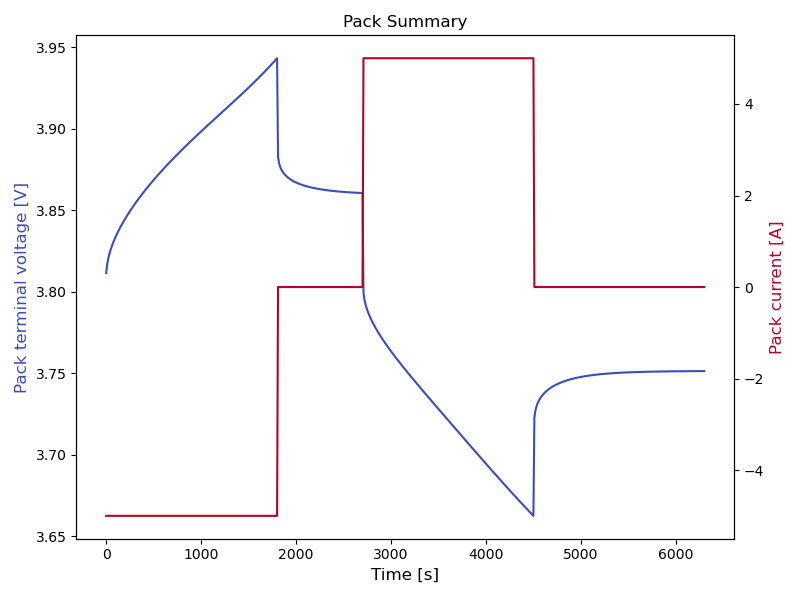 Pack Summary
Pack terminal voltage [V]
3.95
3.90
3.85
3.80
3.75
3.70
3.65
4
2
0
−2
−4
Pack current [A]
0 1000 2000 3000 4000 5000 6000
Time [s]